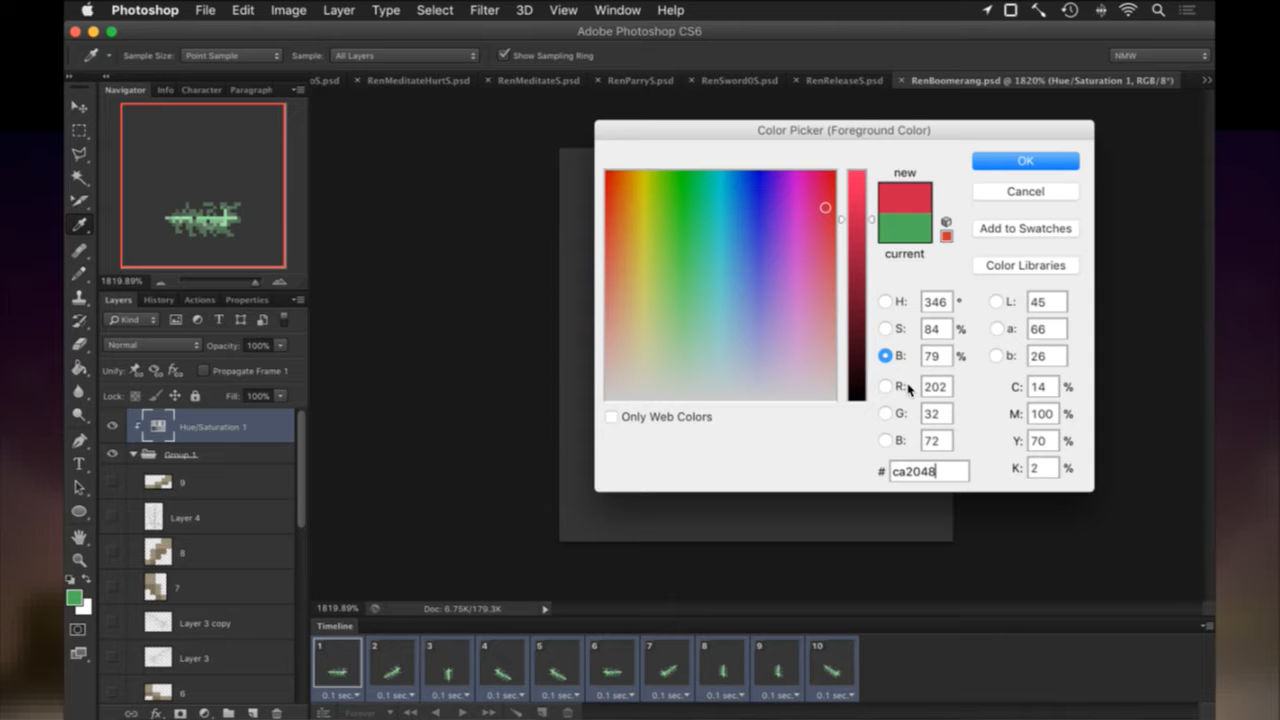 Photoshop File Edit Image Layer Type Select Filter 3D View Window Help
Adobe Photoshop CS6
Sample Size: Point Sample Sample: All Layers Show Sampling Ring NMW
oS.psd × RenMeditateHurtS.psd × RenMeditateS.psd × RenParryS.psd × RenSword0S.psd × RenReleaseS.psd × RenBoomerang.psd @ 1820% (Hue/Saturation 1, RGB/8*) >>
Navigator Info Character Paragraph
1819.89%
Layers History Actions Properties
Kind
Normal Opacity: 100%
Unify: Propagate Frame 1
Lock: Fill: 100%
Hue/Saturation 1
Group 1
9
Layer 4
8
7
Layer 3 copy
Layer 3
6
Color Picker (Foreground Color)
new
current
OK
Cancel
Add to Swatches
Color Libraries
H: 346 ° L: 45
S: 84 % a: 66
B: 79 % b: 26
R: 202 C: 14 %
G: 32 M: 100 %
B: 72 Y: 70 %
# ca2048 K: 2 %
Only Web Colors
1819.89% Doc: 6.75K/179.3K
Timeline
1 2 3 4 5 6 7 8 9 10
0.1 sec. 0.1 sec. 0.1 sec. 0.1 sec. 0.1 sec. 0.1 sec. 0.1 sec. 0.1 sec. 0.1 sec. 0.1 sec.
Forever